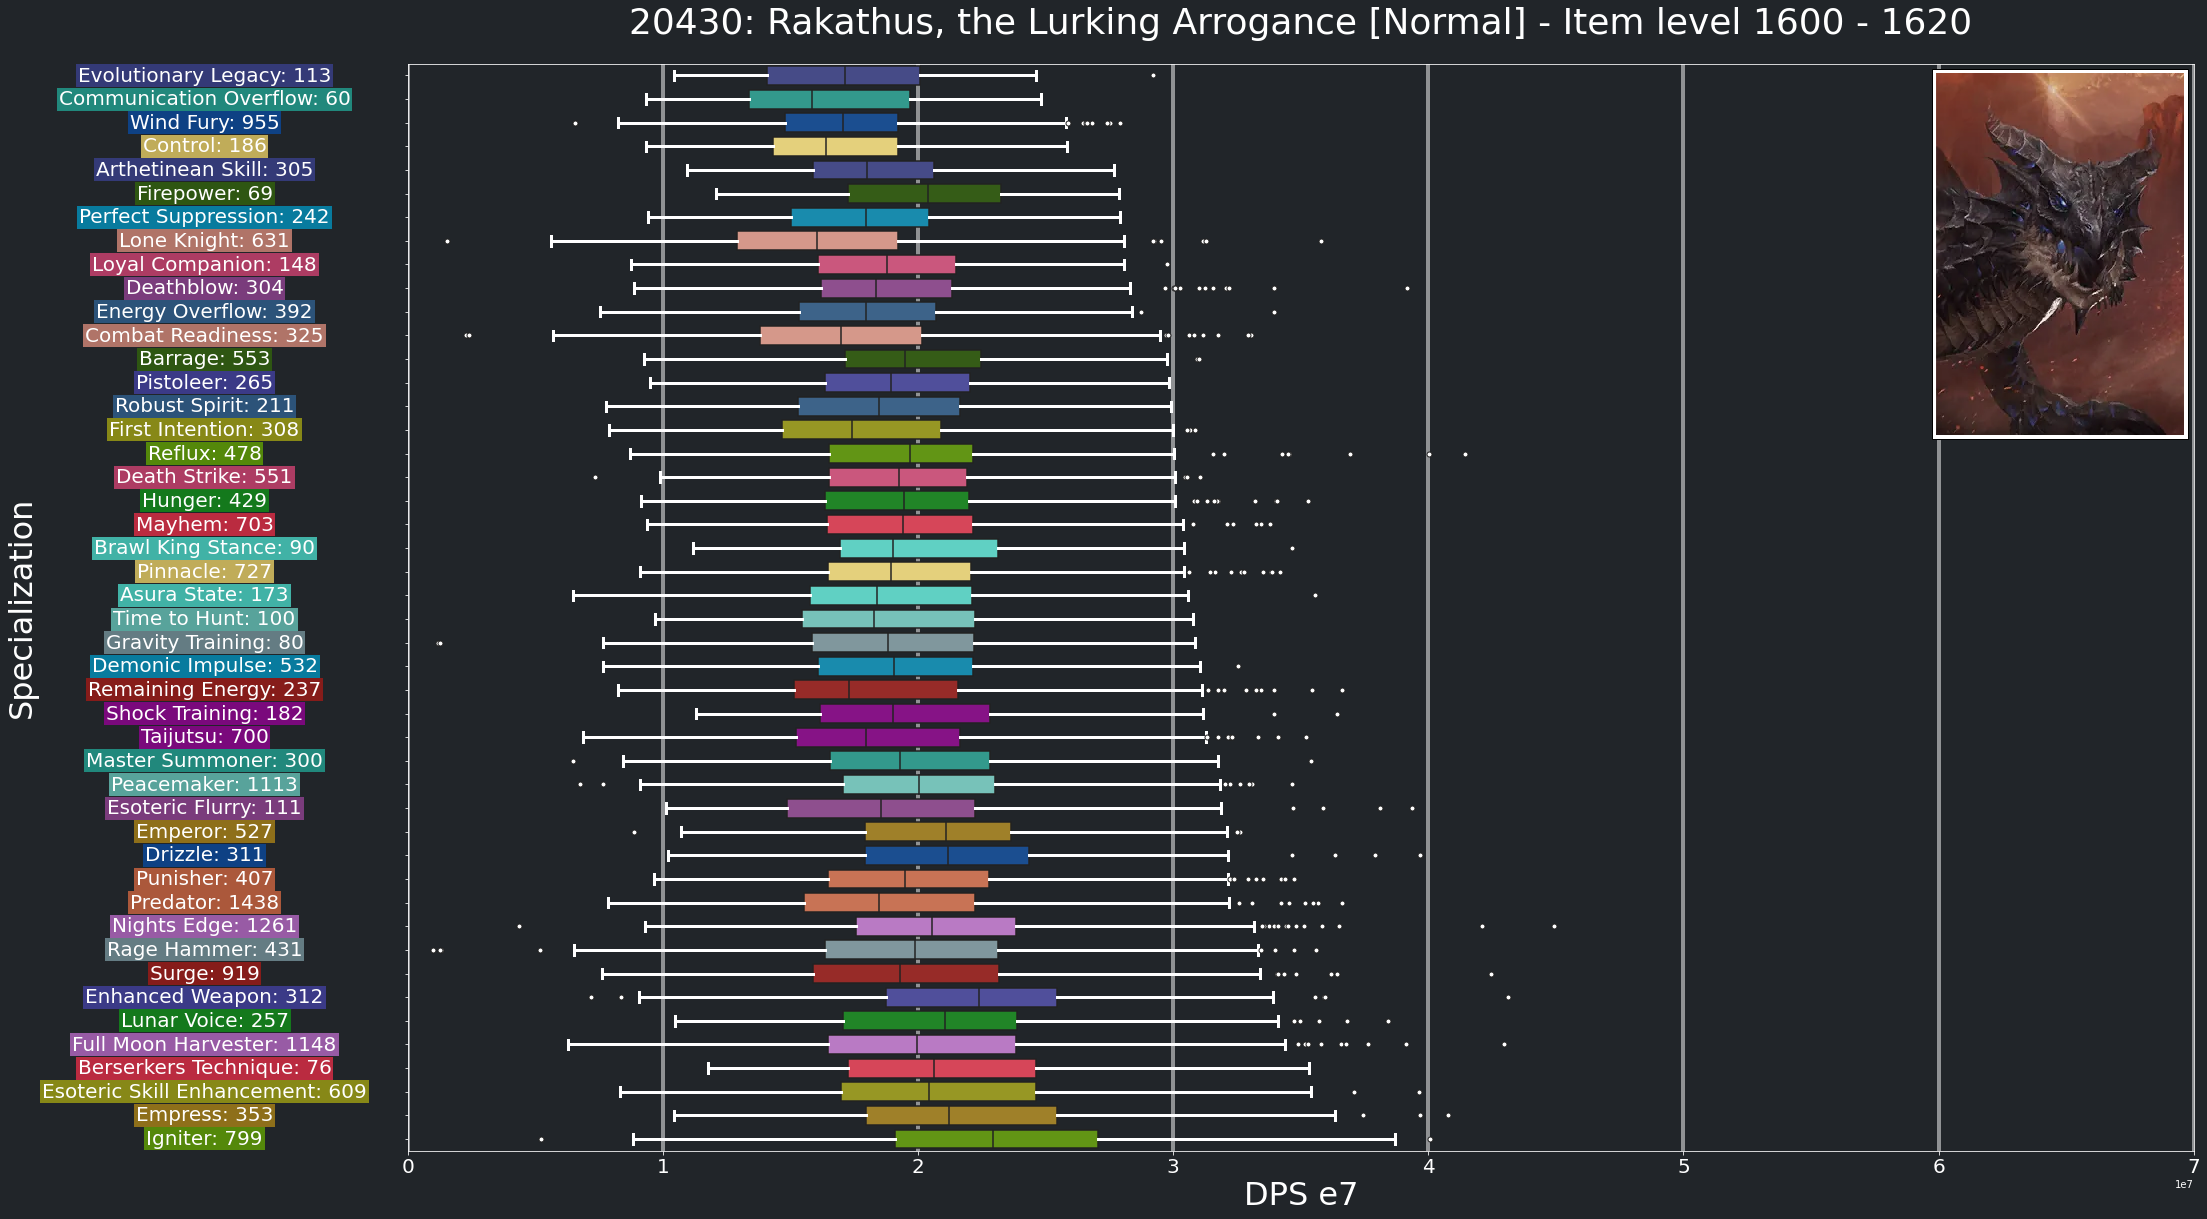 20430: Rakathus, the Lurking Arrogance [Normal] - Item level 1600 - 1620
Specialization
Evolutionary Legacy: 113
Communication Overflow: 60
Wind Fury: 955
Control: 186
Arthetinean Skill: 305
Firepower: 69
Perfect Suppression: 242
Lone Knight: 631
Loyal Companion: 148
Deathblow: 304
Energy Overflow: 392
Combat Readiness: 325
Barrage: 553
Pistoleer: 265
Robust Spirit: 211
First Intention: 308
Reflux: 478
Death Strike: 551
Hunger: 429
Mayhem: 703
Brawl King Stance: 90
Pinnacle: 727
Asura State: 173
Time to Hunt: 100
Gravity Training: 80
Demonic Impulse: 532
Remaining Energy: 237
Shock Training: 182
Taijutsu: 700
Master Summoner: 300
Peacemaker: 1113
Esoteric Flurry: 111
Emperor: 527
Drizzle: 311
Punisher: 407
Predator: 1438
Nights Edge: 1261
Rage Hammer: 431
Surge: 919
Enhanced Weapon: 312
Lunar Voice: 257
Full Moon Harvester: 1148
Berserkers Technique: 76
Esoteric Skill Enhancement: 609
Empress: 353
Igniter: 799
0 1 2 3 4 5 6 7
DPS e7
1e7